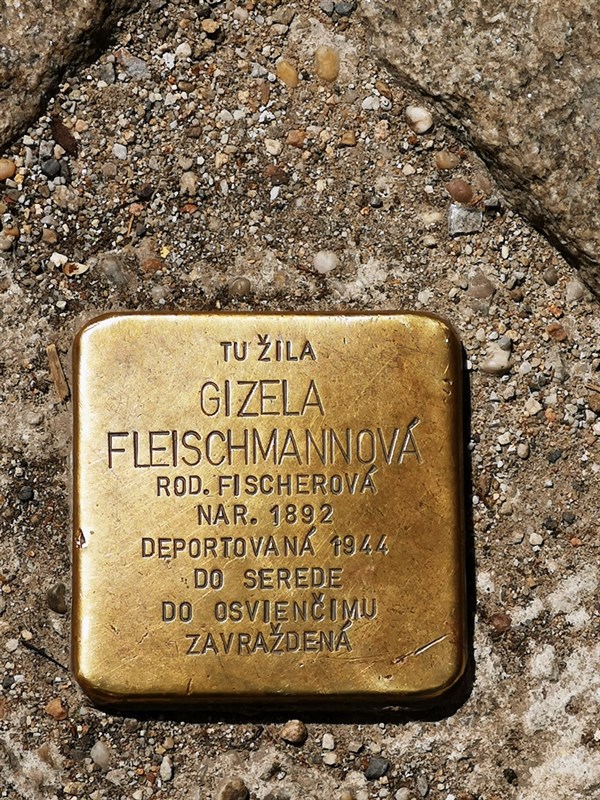 TU ŽILA
GIZELA
FLEISCHMANNOVÁ
ROD. FISCHEROVÁ
NAR. 1892
DEPORTOVANÁ 1944
DO SEREDE
DO OSVIENČIMU
ZAVRAŽDENÁ